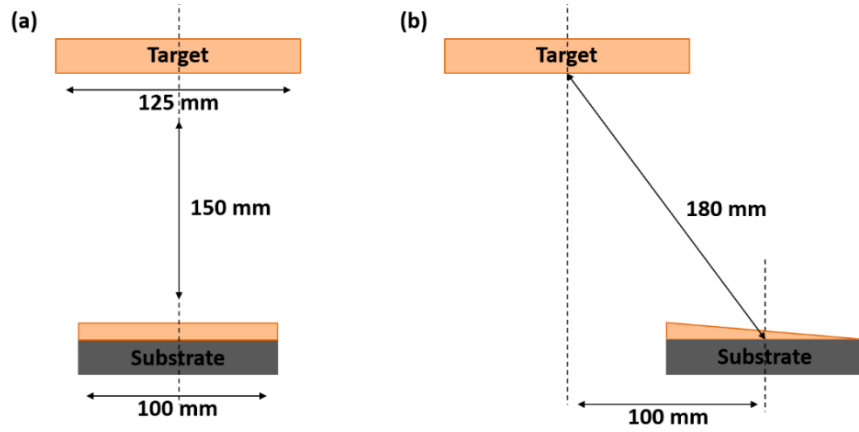 (a)
Target
125 mm
150 mm
Substrate
100 mm
(b)
Target
180 mm
Substrate
100 mm